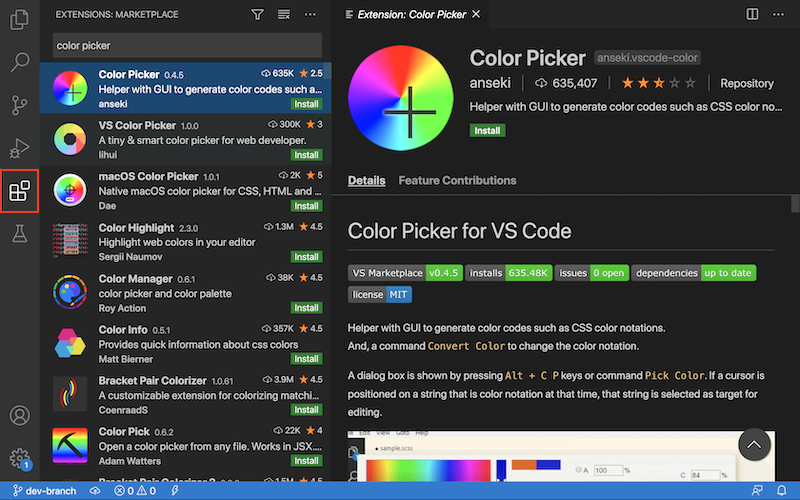 EXTENSIONS: MARKETPLACE
color picker
Color Picker 0.4.5 635K ★ 2.5
Helper with GUI to generate color codes such a...
anseki Install
VS Color Picker 1.0.0 300K ★ 3
A tiny & smart color picker for web developer.
lihui Install
macOS Color Picker 1.0.1 2K ★ 5
Native macOS color picker for CSS, HTML and ...
Dae Install
Color Highlight 2.3.0 1.3M ★ 4
Highlight web colors in your editor
Sergii Naumov Install
Color Manager 0.6.1 38K ★ 4.5
color picker and color palette
Roy Action Install
Color Info 0.5.1 357K ★ 4.5
Provides quick information about css colors
Matt Bierner Install
Bracket Pair Colorizer 1.0.61 3.9M ★ 4.5
A customizable extension for colorizing matchi...
CoenraadS Install
Color Pick 0.6.2 22K ★ 4
Open a color picker from any file. Works in JSX...
Adam Watters Install
Extension: Color Picker
Color Picker anseki.vscode-color
anseki 635,407 Repository
Helper with GUI to generate color codes such as CSS color no...
Install
Details Feature Contributions
Color Picker for VS Code
VS Marketplace v0.4.5 installs 635.48K issues 0 open dependencies up to date
license MIT
Helper with GUI to generate color codes such as CSS color notations.
And, a command Convert Color to change the color notation.
A dialog box is shown by pressing Alt + C P keys or command Pick Color. If a cursor is
positioned on a string that is color notation at that time, that string is selected as target for
editing.
Edit View Goto Help
sample.scss
A 100 % C 84 %
1
dev-branch 0 0